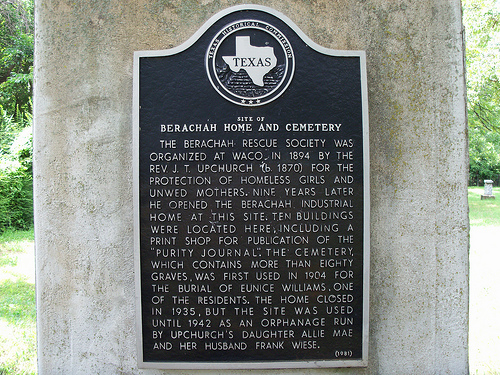 TEXAS HISTORICAL COMMISSION
TEXAS
SITE OF
BERACHAH HOME AND CEMETERY
THE BERACHAH RESCUE SOCIETY WAS
ORGANIZED AT WACO, IN 1894 BY THE
REV. J. T. UPCHURCH (b. 1870) FOR THE
PROTECTION OF HOMELESS GIRLS AND
UNWED MOTHERS. NINE YEARS LATER
HE OPENED THE BERACHAH INDUSTRIAL
HOME AT THIS SITE. TEN BUILDINGS
WERE LOCATED HERE, INCLUDING A
PRINT SHOP FOR PUBLICATION OF THE
"PURITY JOURNAL". THE CEMETERY,
WHICH CONTAINS MORE THAN EIGHTY
GRAVES, WAS FIRST USED IN 1904 FOR
THE BURIAL OF EUNICE WILLIAMS, ONE
OF THE RESIDENTS. THE HOME CLOSED
IN 1935, BUT THE SITE WAS USED
UNTIL 1942 AS AN ORPHANAGE RUN
BY UPCHURCH'S DAUGHTER ALLIE MAE
AND HER HUSBAND FRANK WIESE.
(1981)